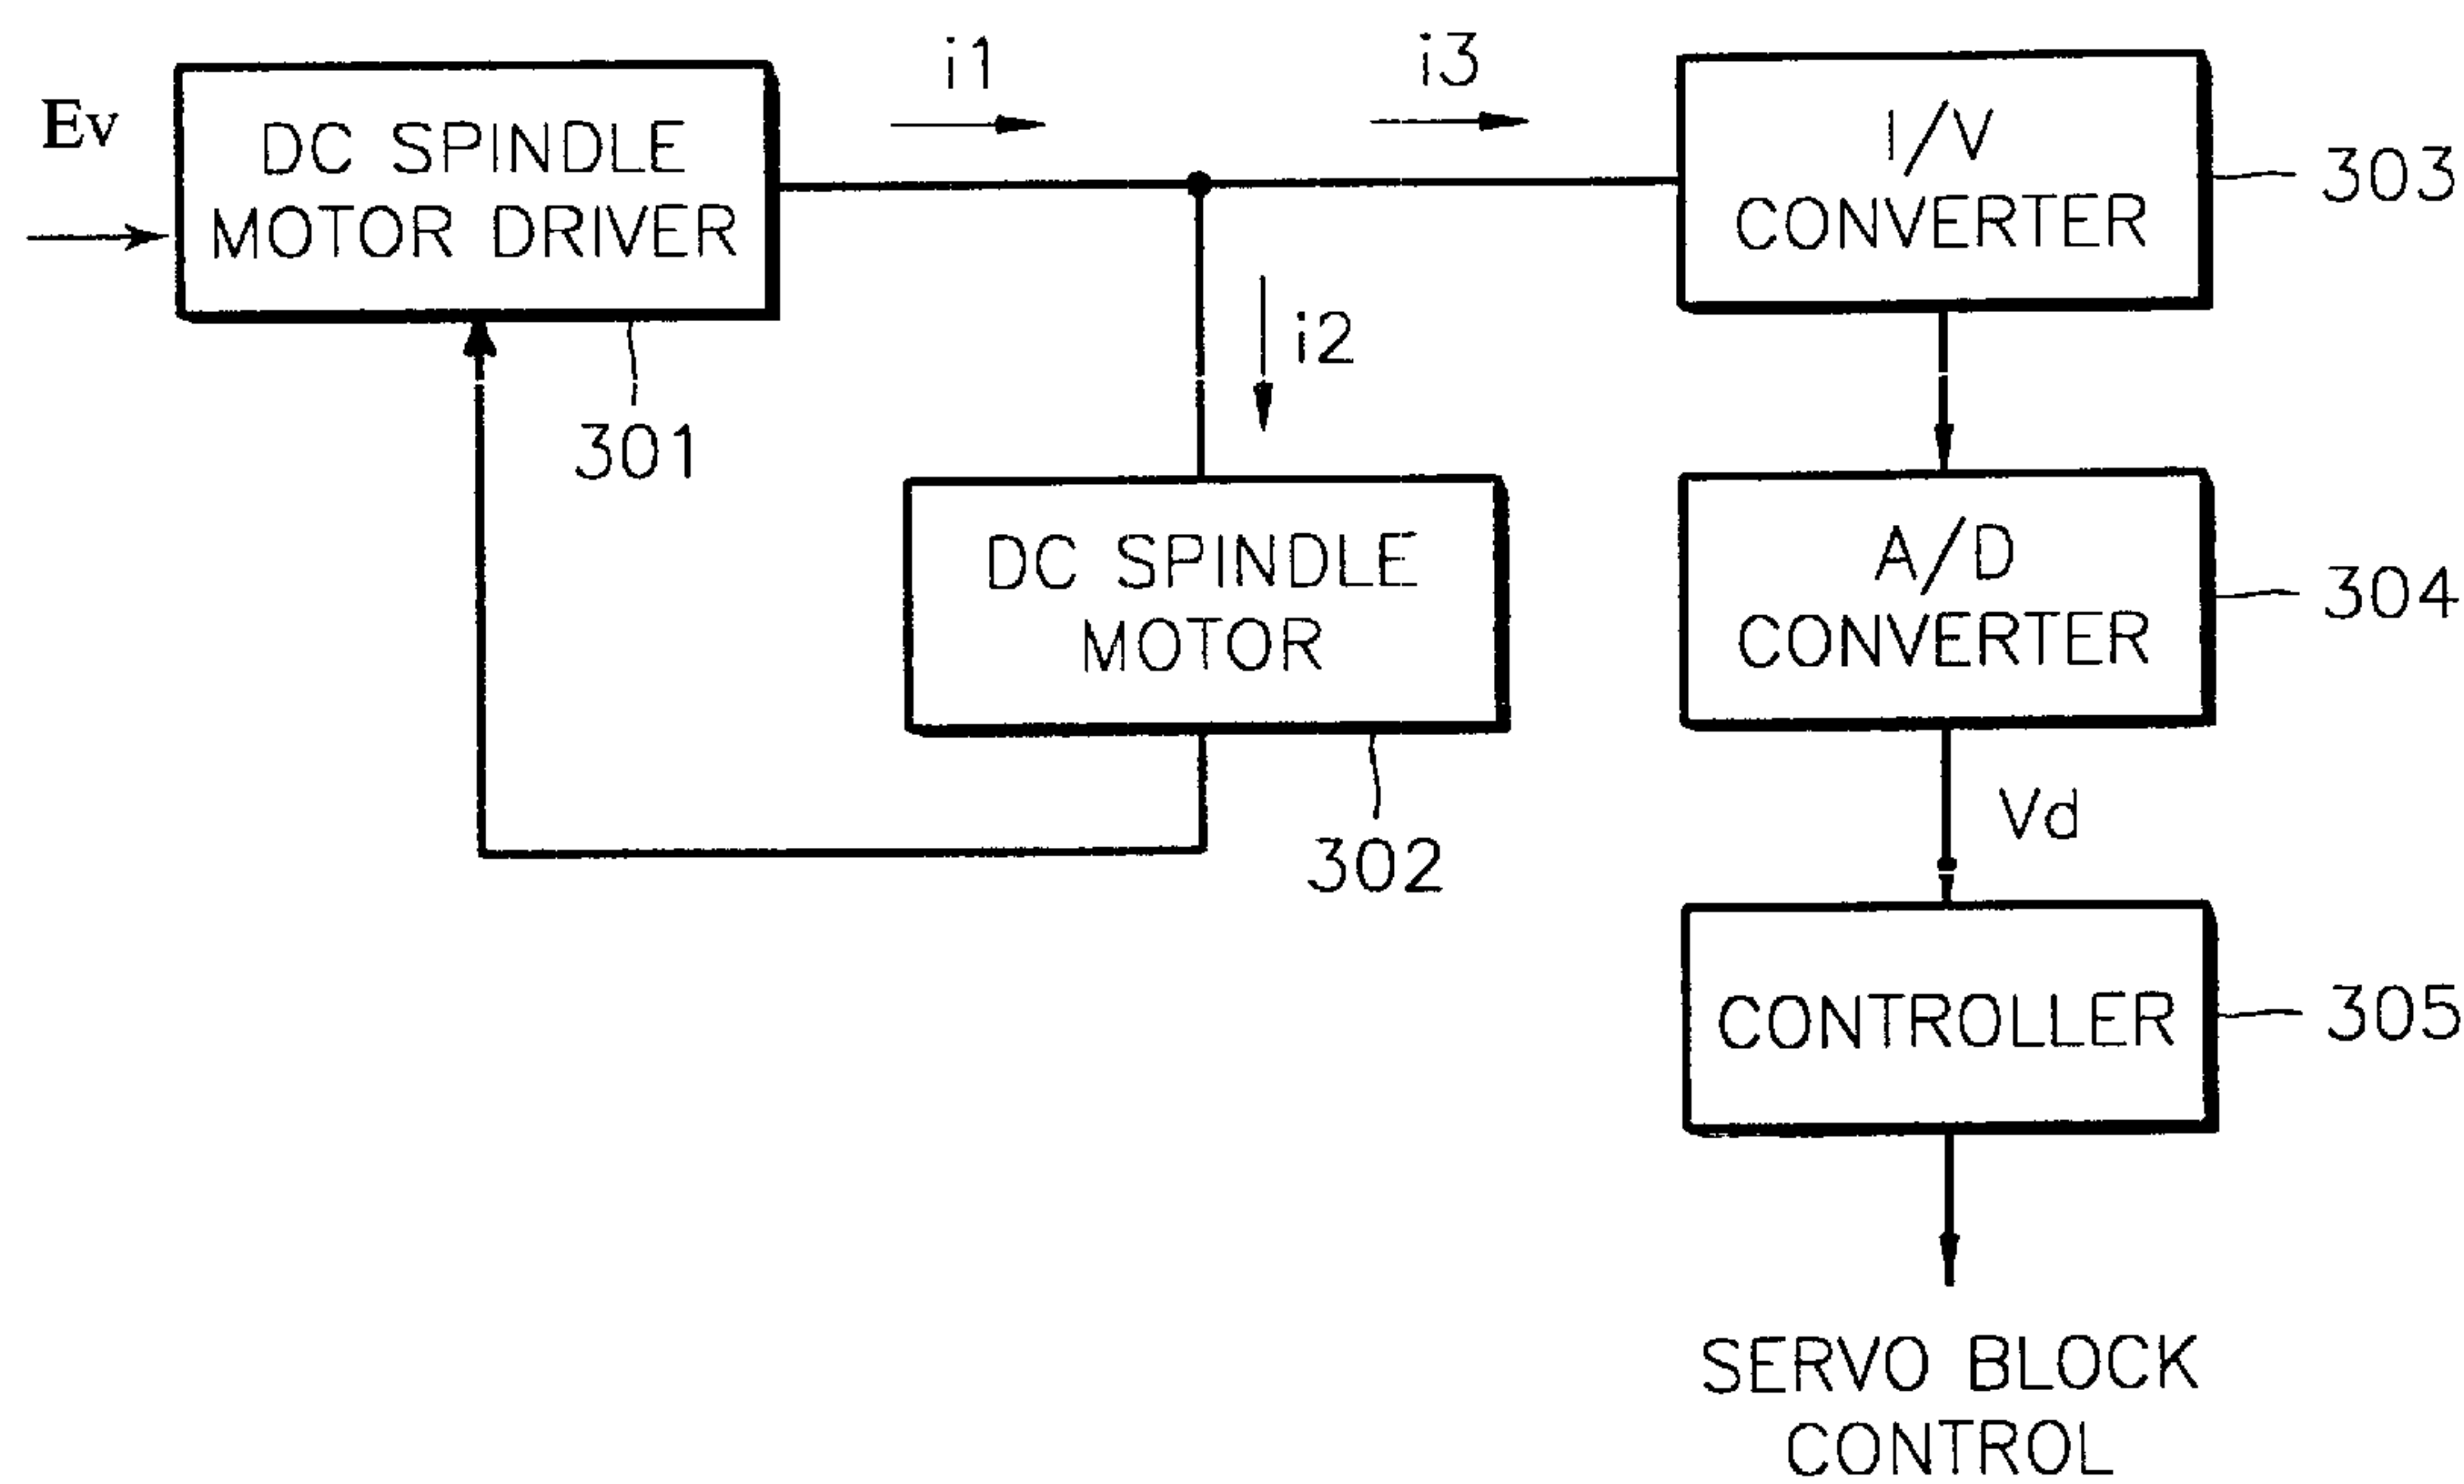 Ev
DC SPINDLE
MOTOR DRIVER
301
i1
i3
i2
I/V
CONVERTER
303
DC SPINDLE
MOTOR
302
A/D
CONVERTER
304
Vd
CONTROLLER
305
SERVO BLOCK
CONTROL